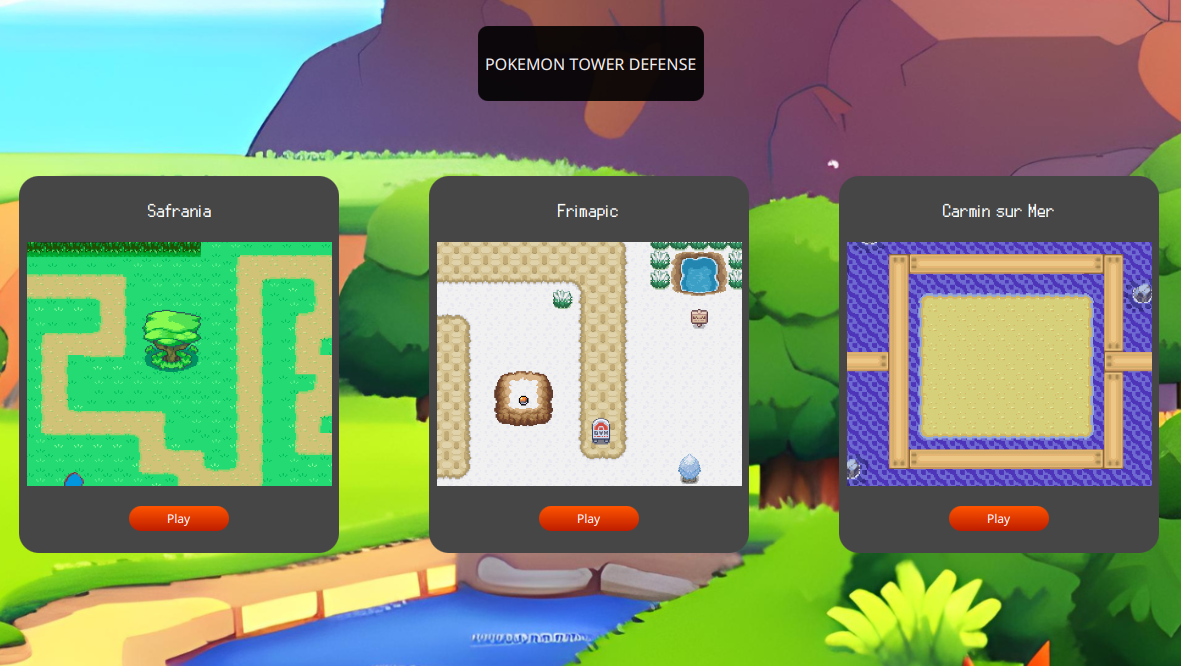 POKEMON TOWER DEFENSE
Safrania
Frimapic
Carmin sur Mer
Play
Play
Play